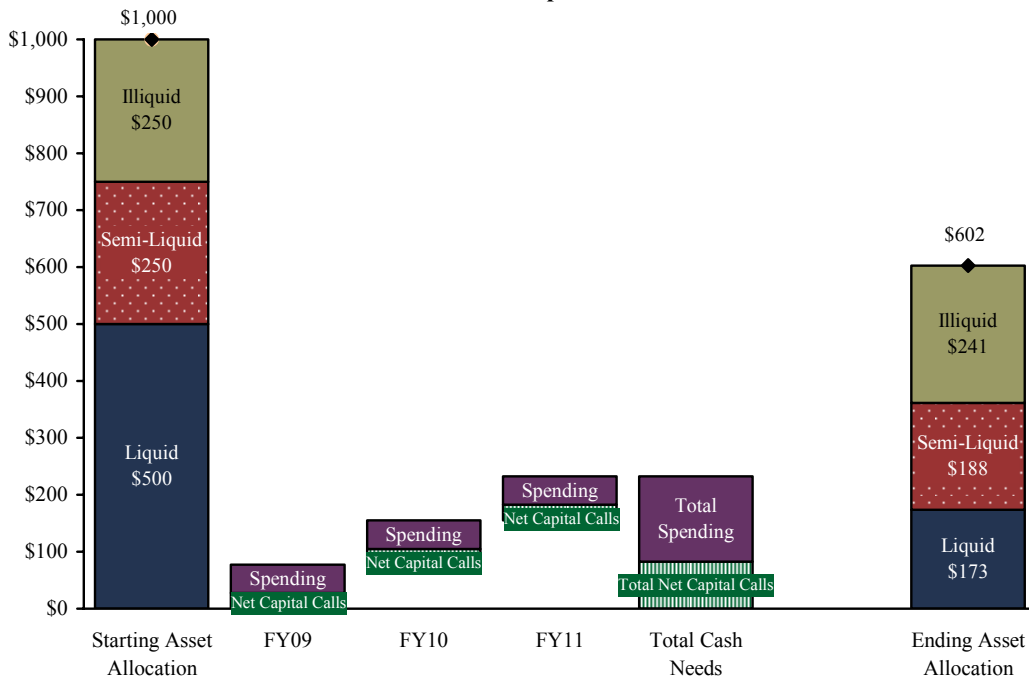 $1,000
$1,000
$900
$800
$700
$600
$500
$400
$300
$200
$100
$0
Illiquid
$250
Semi-Liquid
$250
Liquid
$500
Spending
Net Capital Calls
Spending
Net Capital Calls
Spending
Net Capital Calls
Total
Spending
Total Net Capital Calls
$602
Illiquid
$241
Semi-Liquid
$188
Liquid
$173
Starting Asset
Allocation
FY09
FY10
FY11
Total Cash
Needs
Ending Asset
Allocation